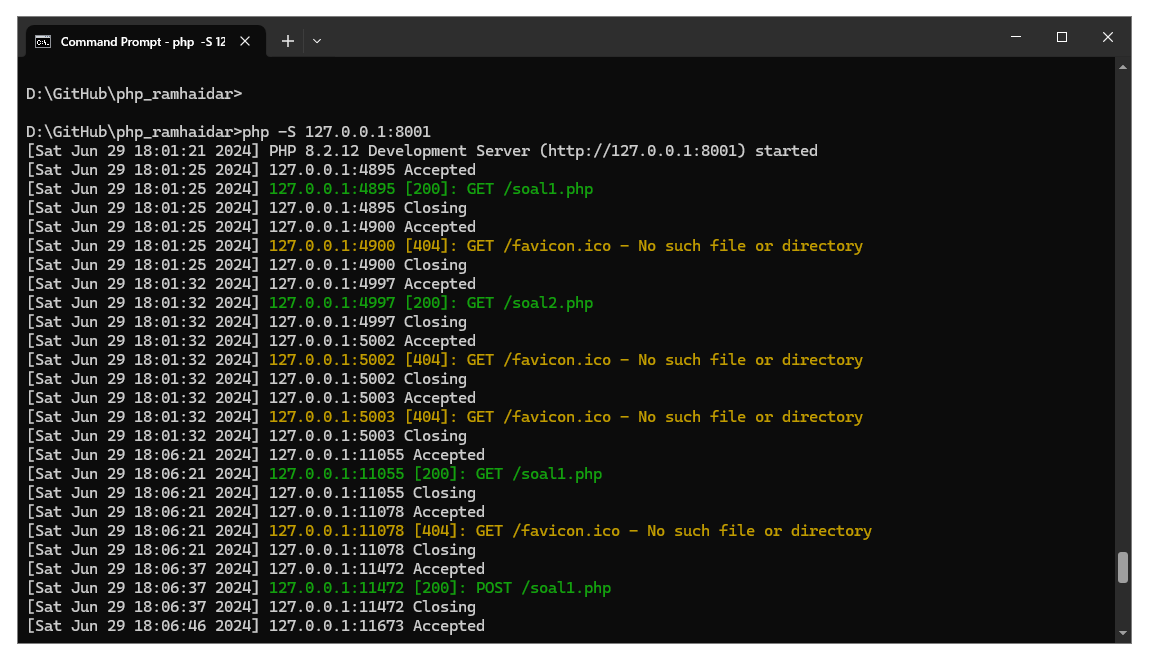 Command Prompt - php -S 12
D:\GitHub\php_ramhaidar>
D:\GitHub\php_ramhaidar>php -S 127.0.0.1:8001
[Sat Jun 29 18:01:21 2024] PHP 8.2.12 Development Server (http://127.0.0.1:8001) started
[Sat Jun 29 18:01:25 2024] 127.0.0.1:4895 Accepted
[Sat Jun 29 18:01:25 2024] 127.0.0.1:4895 [200]: GET /soal1.php
[Sat Jun 29 18:01:25 2024] 127.0.0.1:4895 Closing
[Sat Jun 29 18:01:25 2024] 127.0.0.1:4900 Accepted
[Sat Jun 29 18:01:25 2024] 127.0.0.1:4900 [404]: GET /favicon.ico - No such file or directory
[Sat Jun 29 18:01:25 2024] 127.0.0.1:4900 Closing
[Sat Jun 29 18:01:32 2024] 127.0.0.1:4997 Accepted
[Sat Jun 29 18:01:32 2024] 127.0.0.1:4997 [200]: GET /soal2.php
[Sat Jun 29 18:01:32 2024] 127.0.0.1:4997 Closing
[Sat Jun 29 18:01:32 2024] 127.0.0.1:5002 Accepted
[Sat Jun 29 18:01:32 2024] 127.0.0.1:5002 [404]: GET /favicon.ico - No such file or directory
[Sat Jun 29 18:01:32 2024] 127.0.0.1:5002 Closing
[Sat Jun 29 18:01:32 2024] 127.0.0.1:5003 Accepted
[Sat Jun 29 18:01:32 2024] 127.0.0.1:5003 [404]: GET /favicon.ico - No such file or directory
[Sat Jun 29 18:01:32 2024] 127.0.0.1:5003 Closing
[Sat Jun 29 18:06:21 2024] 127.0.0.1:11055 Accepted
[Sat Jun 29 18:06:21 2024] 127.0.0.1:11055 [200]: GET /soal1.php
[Sat Jun 29 18:06:21 2024] 127.0.0.1:11055 Closing
[Sat Jun 29 18:06:21 2024] 127.0.0.1:11078 Accepted
[Sat Jun 29 18:06:21 2024] 127.0.0.1:11078 [404]: GET /favicon.ico - No such file or directory
[Sat Jun 29 18:06:21 2024] 127.0.0.1:11078 Closing
[Sat Jun 29 18:06:37 2024] 127.0.0.1:11472 Accepted
[Sat Jun 29 18:06:37 2024] 127.0.0.1:11472 [200]: POST /soal1.php
[Sat Jun 29 18:06:37 2024] 127.0.0.1:11472 Closing
[Sat Jun 29 18:06:46 2024] 127.0.0.1:11673 Accepted